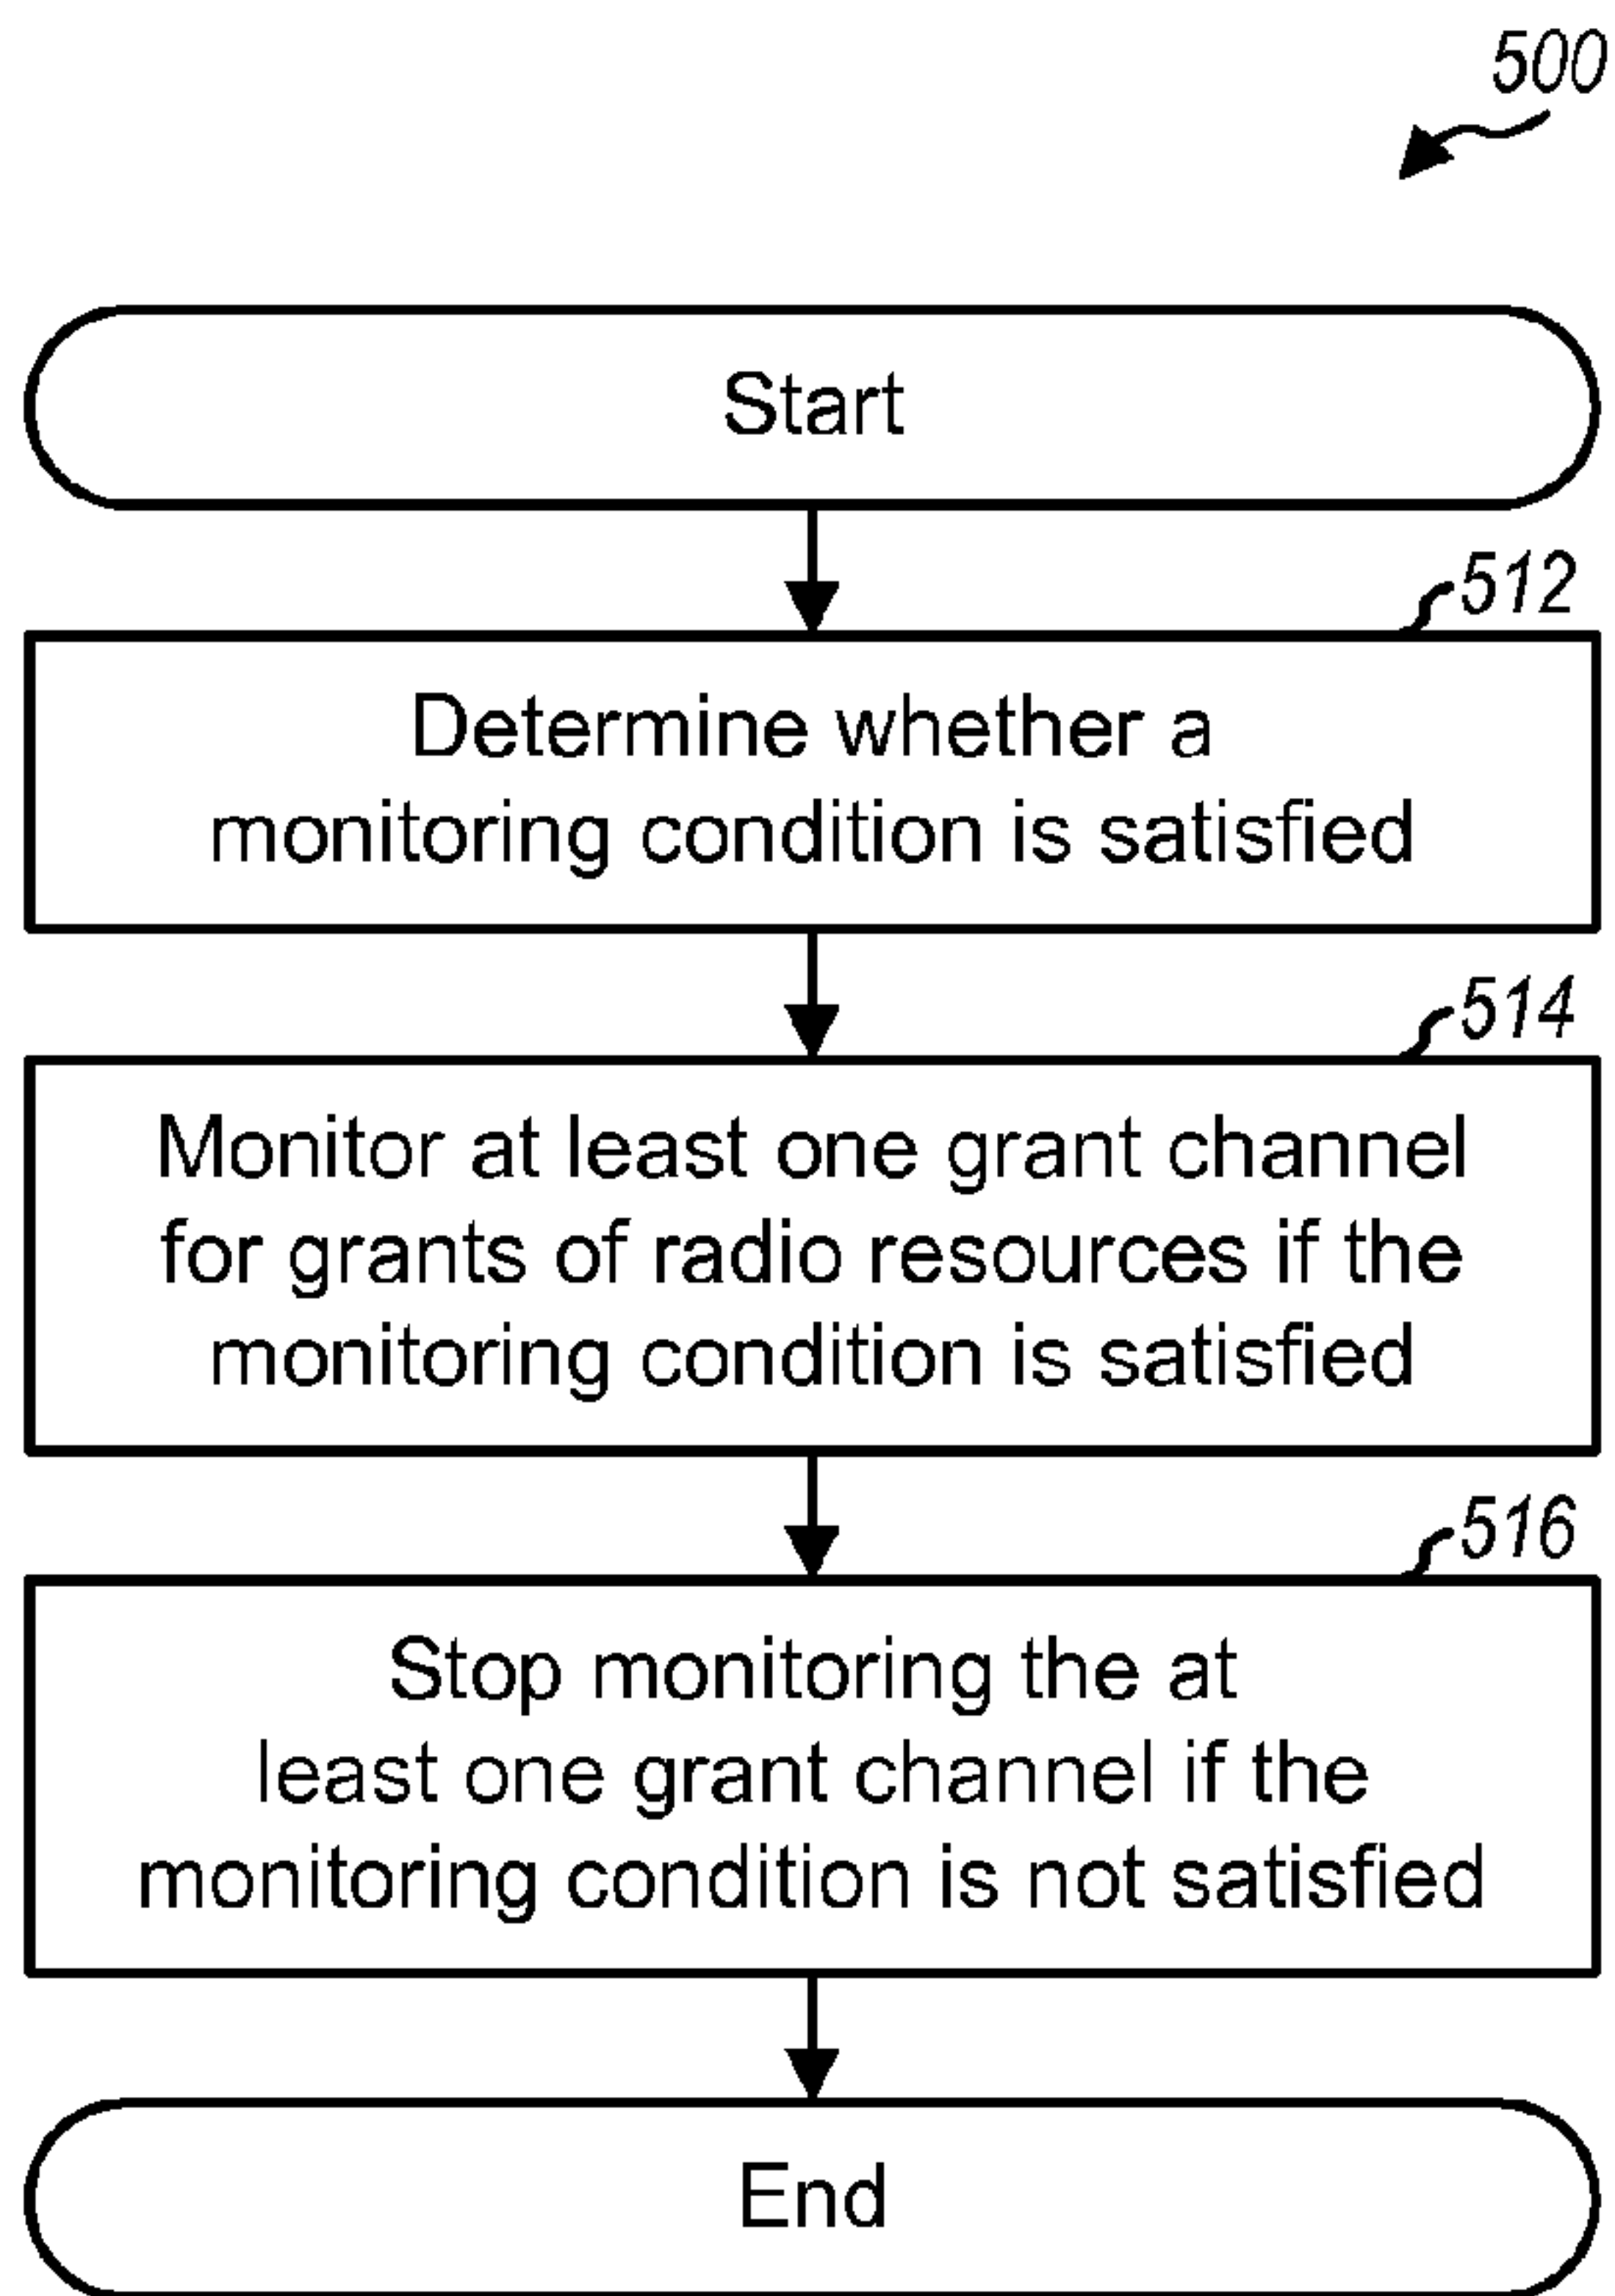 500
Start
512
Determine whether a
monitoring condition is satisfied
514
Monitor at least one grant channel
for grants of radio resources if the
monitoring condition is satisfied
516
Stop monitoring the at
least one grant channel if the
monitoring condition is not satisfied
End